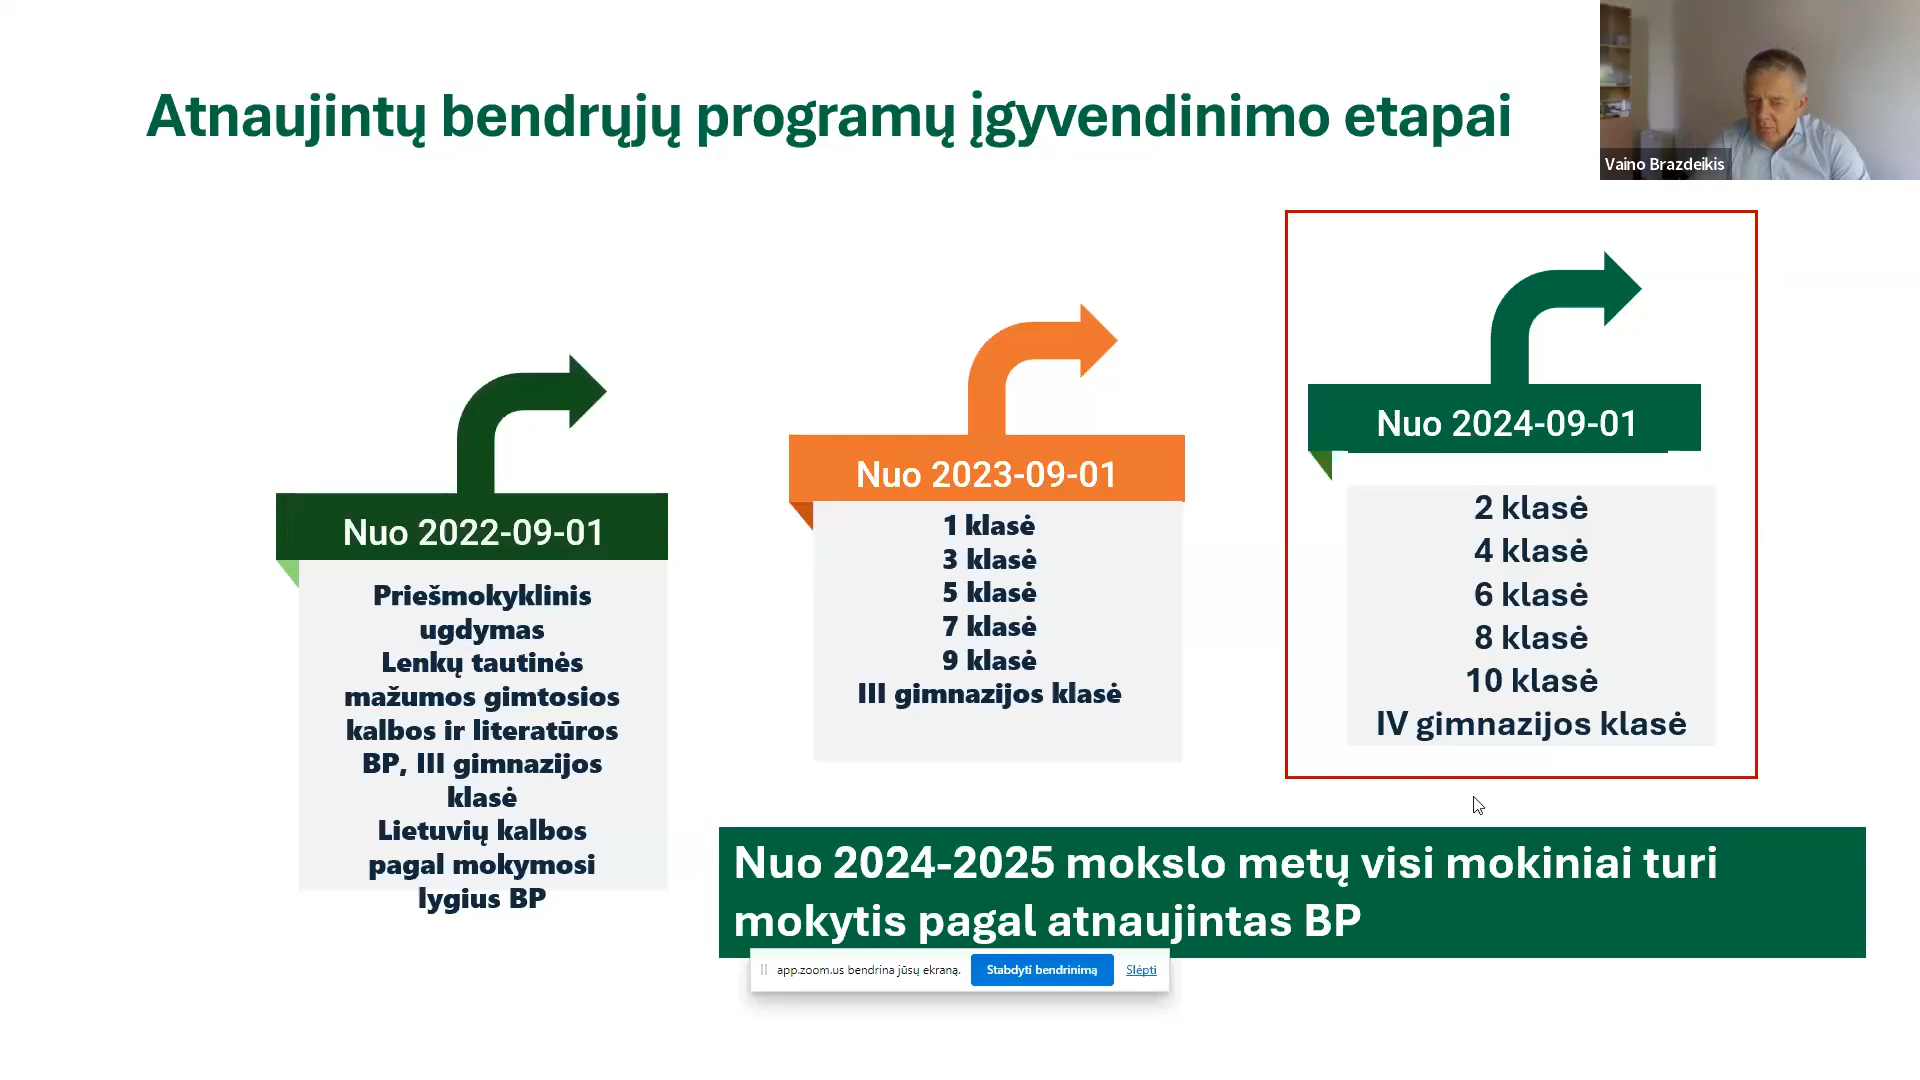 Atnaujintų bendrųjų programų įgyvendinimo etapai
Vaino Brazdeikis
Nuo 2022-09-01
Priešmokyklinis
ugdymas
Lenkų tautinės
mažumos gimtosios
kalbos ir literatūros
BP, III gimnazijos
klasė
Lietuvių kalbos
pagal mokymosi
lygius BP
Nuo 2023-09-01
1 klasė
3 klasė
5 klasė
7 klasė
9 klasė
III gimnazijos klasė
Nuo 2024-09-01
2 klasė
4 klasė
6 klasė
8 klasė
10 klasė
IV gimnazijos klasė
Nuo 2024-2025 mokslo metų visi mokiniai turi
mokytis pagal atnaujintas BP
app.zoom.us bendrina jūsų ekraną. Stabdyti bendrinimą Slėpti